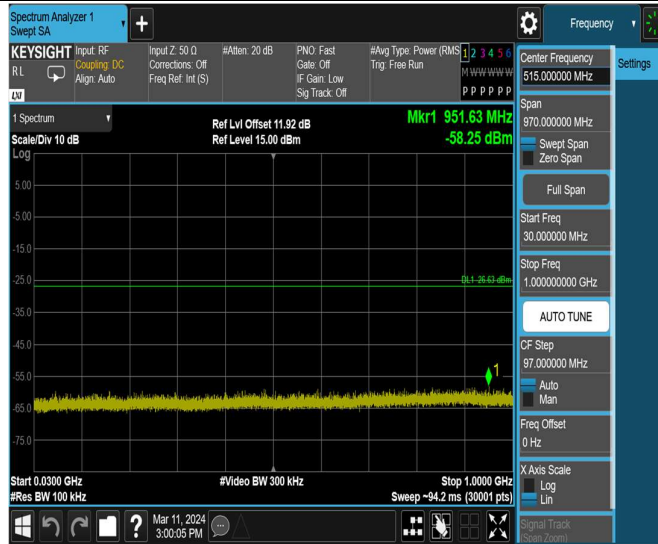 Spectrum Analyzer 1
Swept SA
+
Frequency
KEYSIGHT
R L
LXI
Input: RF
Coupling: DC
Align: Auto
Input Z: 50 Ω
Corrections: Off
Freq Ref: Int (S)
#Atten: 20 dB
PNO: Fast
Gate: Off
IF Gain: Low
Sig Track: Off
#Avg Type: Power (RMS
Trig: Free Run
1 2 3 4 5 6
M W W W W W
P P P P P P
Center Frequency
515.000000 MHz
Settings
Span
970.000000 MHz
Swept Span
Zero Span
Full Span
Start Freq
30.000000 MHz
Stop Freq
1.000000000 GHz
AUTO TUNE
CF Step
97.000000 MHz
Auto
Man
Freq Offset
0 Hz
X Axis Scale
Log
Lin
Signal Track
(Span Zoom)
1 Spectrum
Scale/Div 10 dB
Log
Ref Lvl Offset 11.92 dB
Ref Level 15.00 dBm
Mkr1 951.63 MHz
-58.25 dBm
5.00
-5.00
-15.0
-25.0
DL1 -26.63 dBm
-35.0
-45.0
-55.0
1
-65.0
-75.0
Start 0.0300 GHz
#Res BW 100 kHz
#Video BW 300 kHz
Stop 1.0000 GHz
Sweep ~94.2 ms (30001 pts)
?
Mar 11, 2024
3:00:05 PM